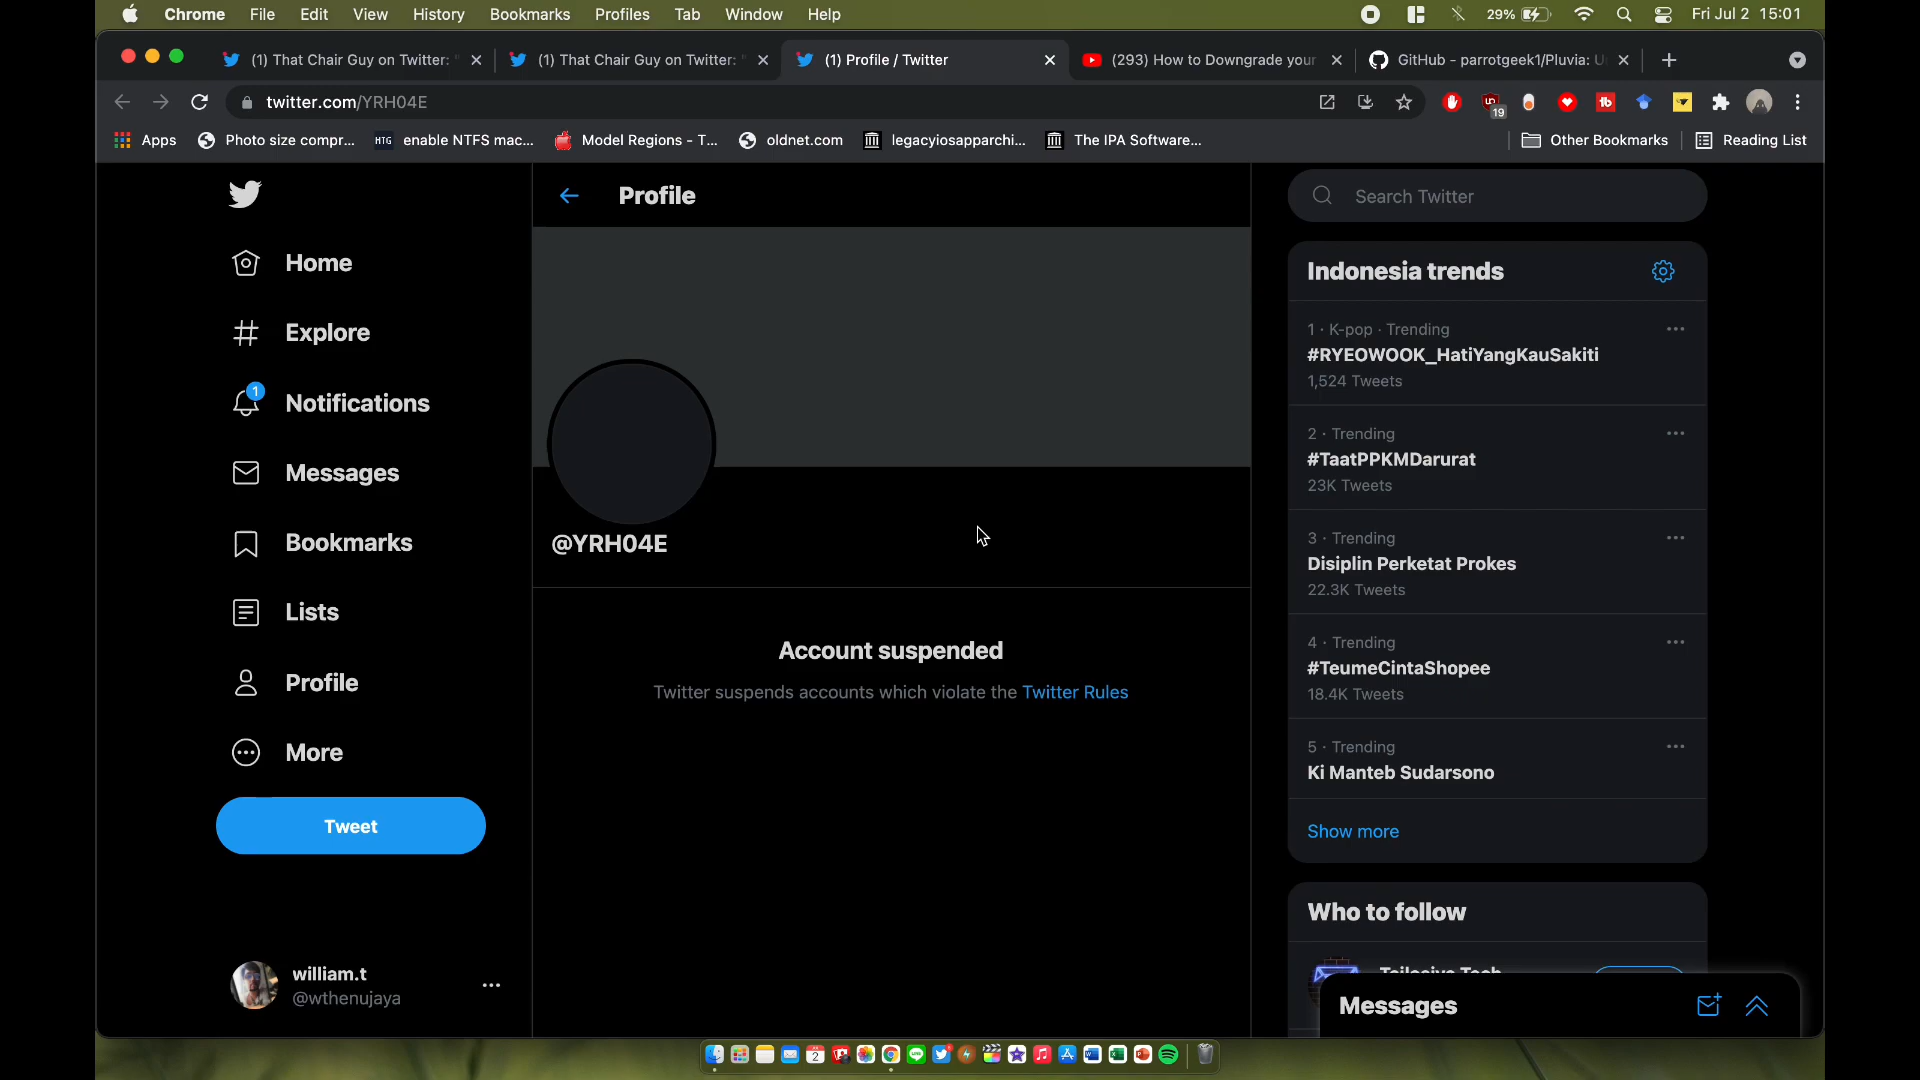 Chrome File Edit View History Bookmarks Profiles Tab Window Help 29% Fri Jul 2 15:01
(1) That Chair Guy on Twitter: (1) That Chair Guy on Twitter: (1) Profile / Twitter (293) How to Downgrade your GitHub - parrotgeek1/Pluvia:
twitter.com/YRH04E
19
Apps Photo size compr... HTG enable NTFS mac... Model Regions - T... oldnet.com legacyiosapparchi... The IPA Software... Other Bookmarks Reading List
Home
Explore
1
Notifications
Messages
Bookmarks
Lists
Profile
More
Tweet
william.t
@wthenujaya
Profile
@YRH04E
Account suspended
Twitter suspends accounts which violate the Twitter Rules
Search Twitter
Indonesia trends
1 · K-pop · Trending
#RYEOWOOK_HatiYangKauSakiti
1,524 Tweets
2 · Trending
#TaatPPKMDarurat
23K Tweets
3 · Trending
Disiplin Perketat Prokes
22.3K Tweets
4 · Trending
#TeumeCintaShopee
18.4K Tweets
5 · Trending
Ki Manteb Sudarsono
Show more
Who to follow
Messages